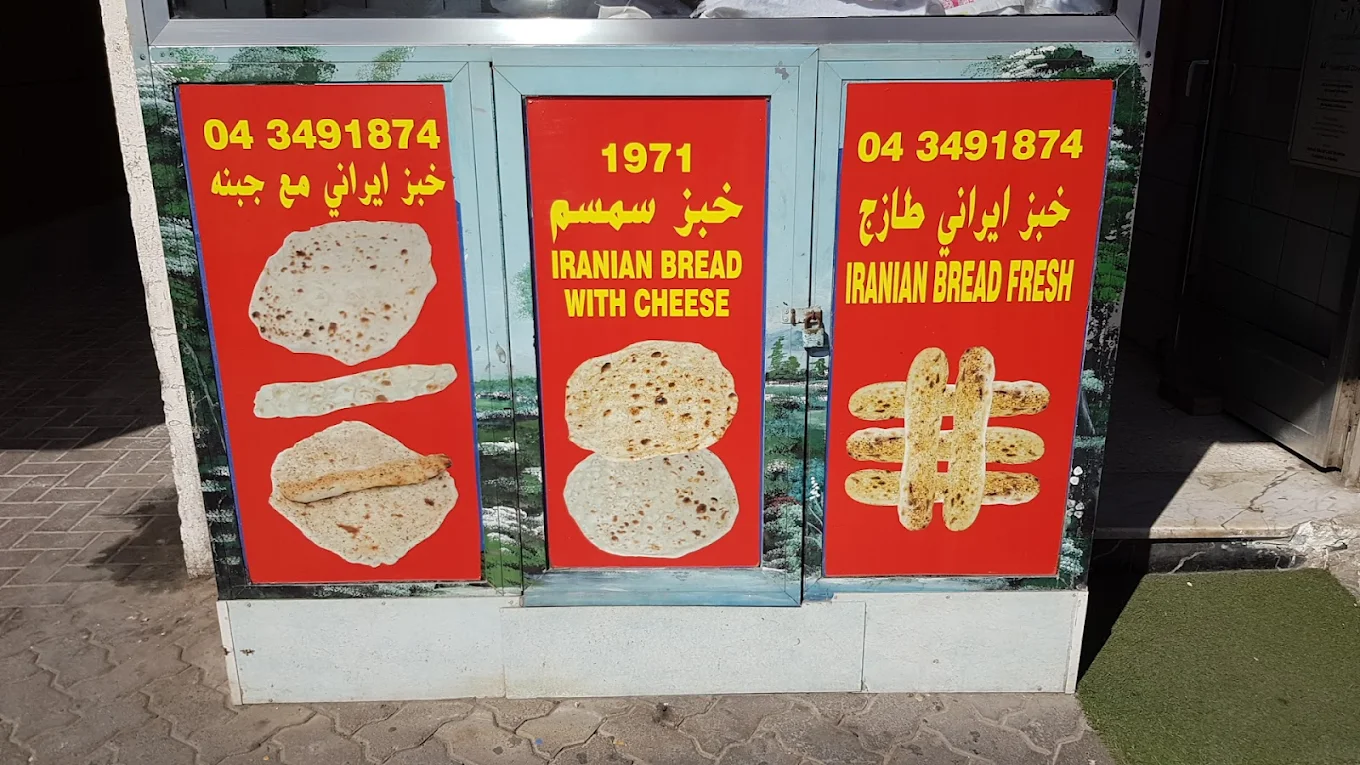 04 3491874
خبز ايراني مع جبنه
1971
خبز سمسم
IRANIAN BREAD
WITH CHEESE
04 3491874
خبز ايراني طازج
IRANIAN BREAD FRESH